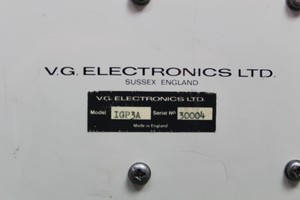 V.G. ELECTRONICS LTD.
SUSSEX ENGLAND
V.G. ELECTRONICS LTD.
Model IGP3A Serial No 30004
Made in England